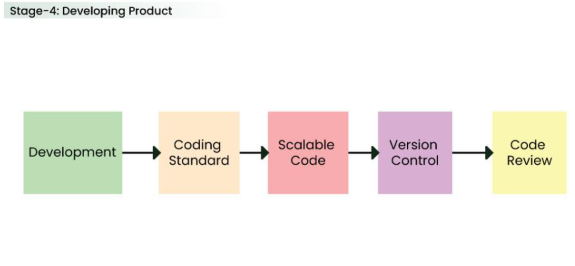 Stage-4: Developing Product
Development
Coding
Standard
Scalable
Code
Version
Control
Code
Review